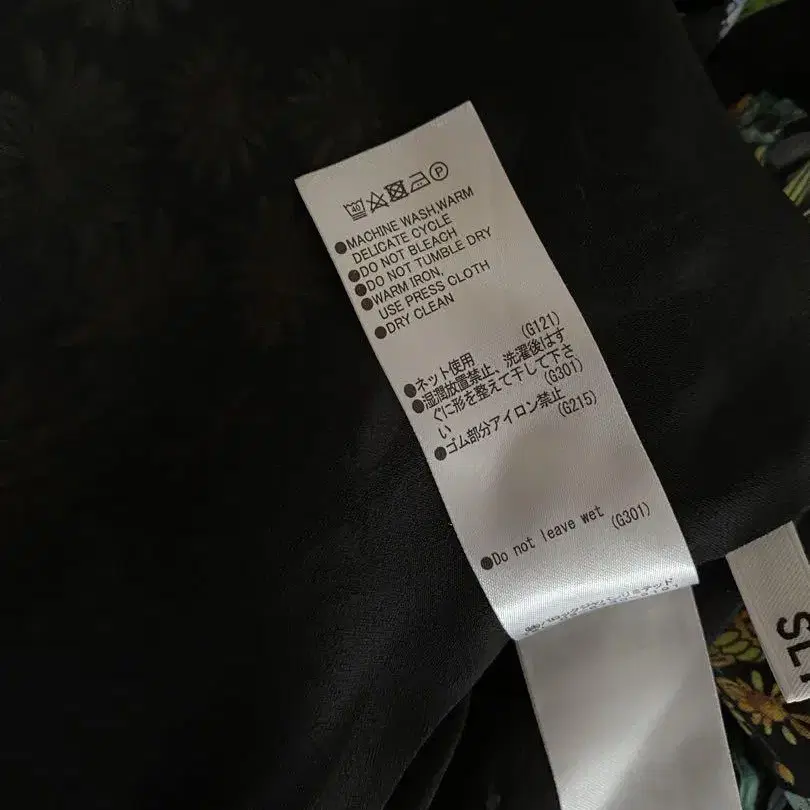 40 P
●MACHINE WASH,WARM
DELICATE CYCLE
●DO NOT BLEACH
●DO NOT TUMBLE DRY
●WARM IRON,
USE PRESS CLOTH
●DRY CLEAN
(G121)
●ネット使用
●湿潤放置禁止、洗濯後はす
ぐに形を整えて干して下さ
い (G301)
●ゴム部分アイロン禁止
(G215)
●Do not leave wet
(G301)